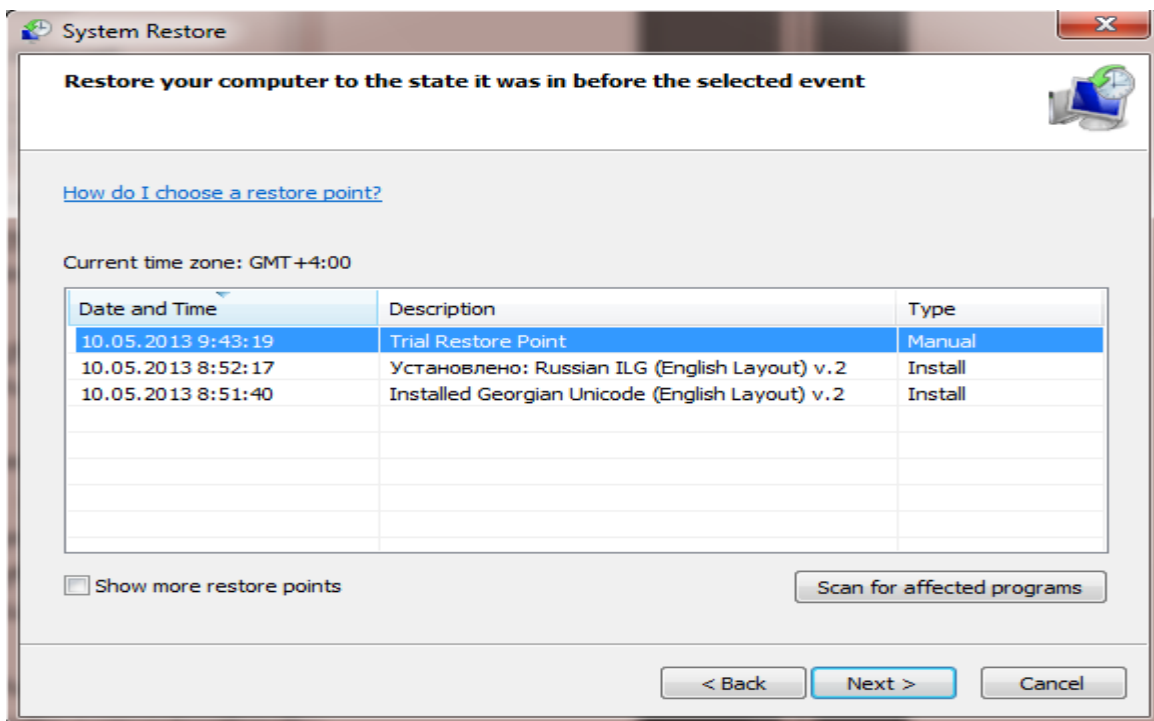 System Restore
Restore your computer to the state it was in before the selected event
How do I choose a restore point?
Current time zone: GMT+4:00
Date and Time Description Type
10.05.2013 9:43:19 Trial Restore Point Manual
10.05.2013 8:52:17 Установлено: Russian ILG (English Layout) v.2 Install
10.05.2013 8:51:40 Installed Georgian Unicode (English Layout) v.2 Install
Show more restore points Scan for affected programs
< Back Next > Cancel